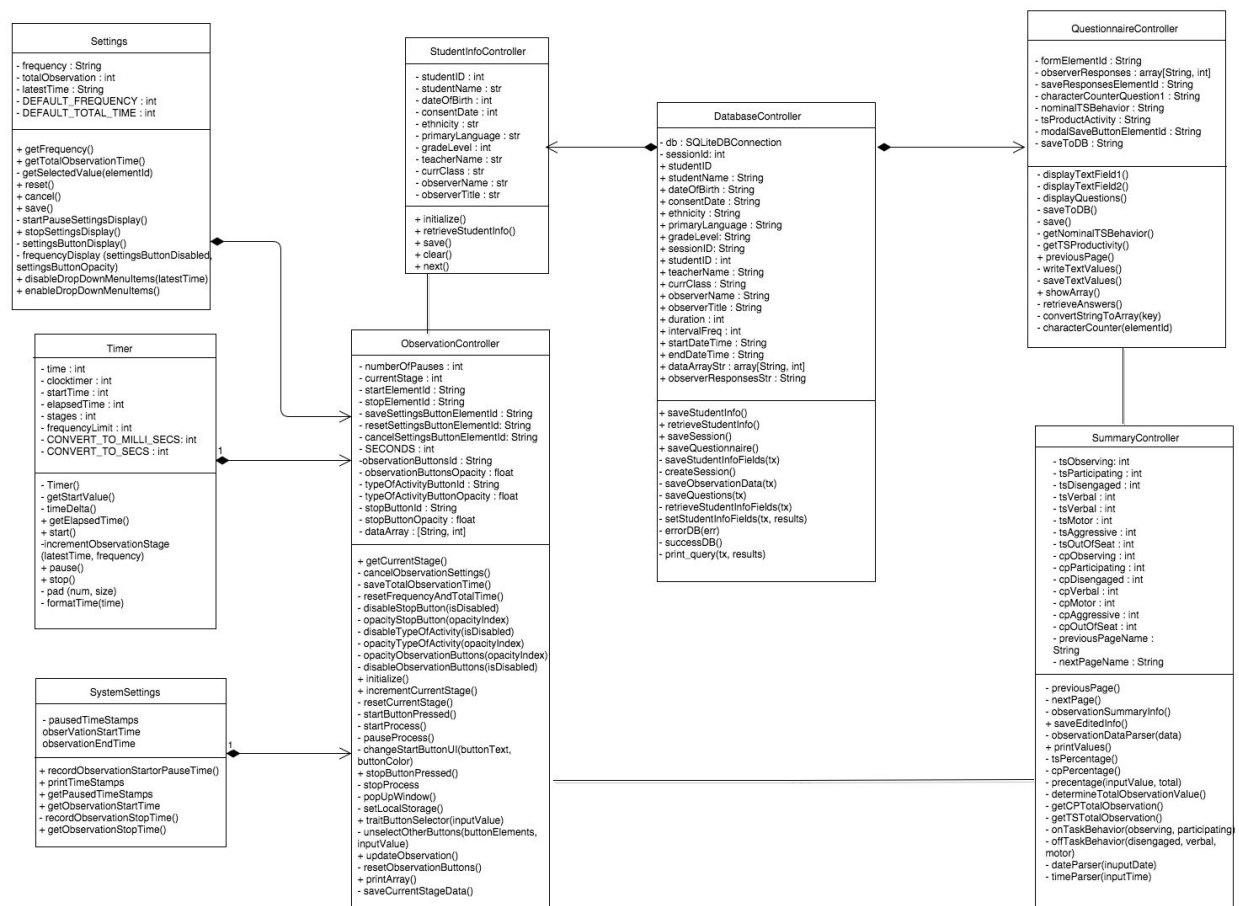 Settings
- frequency : String
- totalObservation : int
- latestTime : String
- DEFAULT_FREQUENCY : int
- DEFAULT_TOTAL_TIME : int
+ getFrequency()
+ getTotalObservationTime()
- getSelectedValue(elementId)
+ reset()
+ cancel()
+ save()
- startPauseSettingsDisplay()
+ stopSettingsDisplay()
- settingsButtonDisplay()
- frequencyDisplay (settingsButtonDisabled,
settingsButtonOpacity)
+ disableDropDownMenuItems(latestTime)
+ enableDropDownMenuItems()
Timer
- time : int
- clocktimer : int
- startTime : int
- elapsedTime : int
- stages : int
- frequencyLimit : int
- CONVERT_TO_MILLI_SECS: int
- CONVERT_TO_SECS : int
- Timer()
- getStartValue()
- timeDelta()
+ getElapsedTime()
+ start()
-incrementObservationStage
(latestTime, frequency)
+ pause()
+ stop()
- pad (num, size)
- formatTime(time)
1
SystemSettings
- pausedTimeStamps
obserVationStartTime
observationEndTime
+ recordObservationStartorPauseTime()
+ printTimeStamps
+ getPausedTimeStamps
+ getObservationStartTime
- recordObservationStopTime()
+ getObservationStopTime()
1
StudentInfoController
- studentID : int
- studentName : str
- dateOfBirth : int
- consentDate : int
- ethnicity : str
- primaryLanguage : str
- gradeLevel : int
- teacherName : str
- currClass : str
- observerName : str
- observerTitle : str
+ initialize()
+ retrieveStudentInfo()
+ save()
+ clear()
+ next()
ObservationController
- numberOfPauses : int
- currentStage : int
- startElementId : String
- stopElementId : String
- saveSettingsButtonElementId : String
- resetSettingsButtonElementId: String
- cancelSettingsButtonElementId: String
- SECONDS : int
-observationButtonsId : String
- observationButtonsOpacity : float
- typeOfActivityButtonId : String
- typeOfActivityButtonOpacity : float
- stopButtonId : String
- stopButtonOpacity : float
- dataArray : [String, int]
+ getCurrentStage()
- cancelObservationSettings()
- saveTotalObservationTime()
- resetFrequencyAndTotalTime()
- disableStopButton(isDisabled)
- opacityStopButton(opacityIndex)
- disableTypeOfActivity(isDisabled)
- opacityTypeOfActivity(opacityIndex)
- opacityObservationButtons(opacityIndex)
- disableObservationButtons(isDisabled)
+ initialize()
+ incrementCurrentStage()
- resetCurrentStage()
- startButtonPressed()
- startProcess()
- pauseProcess()
- changeStartButtonUI(buttonText,
buttonColor)
+ stopButtonPressed()
- stopProcess
- popUpWindow()
- setLocalStorage()
+ traitButtonSelector(inputValue)
- unselectOtherButtons(buttonElements,
inputValue)
+ updateObservation()
- resetObservationButtons()
+ printArray()
- saveCurrentStageData()
DatabaseController
- db : SQLiteDBConnection
- sessionId: int
+ studentID
+ studentName : String
+ dateOfBirth : String
+ consentDate : String
+ ethnicity : String
+ primaryLanguage : String
+ gradeLevel: String
+ sessionID: String
+ studentID : int
+ teacherName : String
+ currClass : String
+ observerName : String
+ observerTitle : String
+ duration : int
+ intervalFreq : int
+ startDateTime : String
+ endDateTime : String
+ dataArrayStr : array[String, int]
+ observerResponsesStr : String
+ saveStudentInfo()
+ retrieveStudentInfo()
+ saveSession()
+ saveQuestionnaire()
- saveStudentInfoFields(tx)
- createSession()
- saveObservationData(tx)
- saveQuestions(tx)
- retrieveStudentInfoFields(tx)
- setStudentInfoFields(tx, results)
- errorDB(err)
- successDB()
- print_query(tx, results)
QuestionnaireController
- formElementId : String
- observerResponses : array[String, int]
- saveResponsesElementId : String
- characterCounterQuestion1 : String
- nominalTSBehavior : String
- tsProductActivity : String
- modalSaveButtonElementId : String
- saveToDB : String
- displayTextField1()
- displayTextField2()
- displayQuestions()
- saveToDB()
- save()
- getNominalTSBehavior()
- getTSProductivity()
+ previousPage()
- writeTextValues()
- saveTextValues()
+ showArray()
- retrieveAnswers()
- convertStringToArray(key)
- characterCounter(elementId)
SummaryController
- tsObserving: int
- tsParticipating : int
- tsDisengaged : int
- tsVerbal : int
- tsVerbal : int
- tsMotor : int
- tsAggressive : int
- tsOutOfSeat : int
- cpObserving : int
- cpParticipating : int
- cpDisengaged : int
- cpVerbal : int
- cpMotor : int
- cpAggressive : int
- cpOutOfSeat : int
- previousPageName :
String
- nextPageName : String
- previousPage()
- nextPage()
- observationSummaryInfo()
+ saveEditedInfo()
- observationDataParser(data)
+ printValues()
- tsPercentage()
- cpPercentage()
- precentage(inputValue, total)
- determineTotalObservationValue()
- getCPTotalObservation()
- getTSTotalObservation()
- onTaskBehavior(observing, participating)
- offTaskBehavior(disengaged, verbal,
motor)
- dateParser(inuputDate)
- timeParser(inputTime)